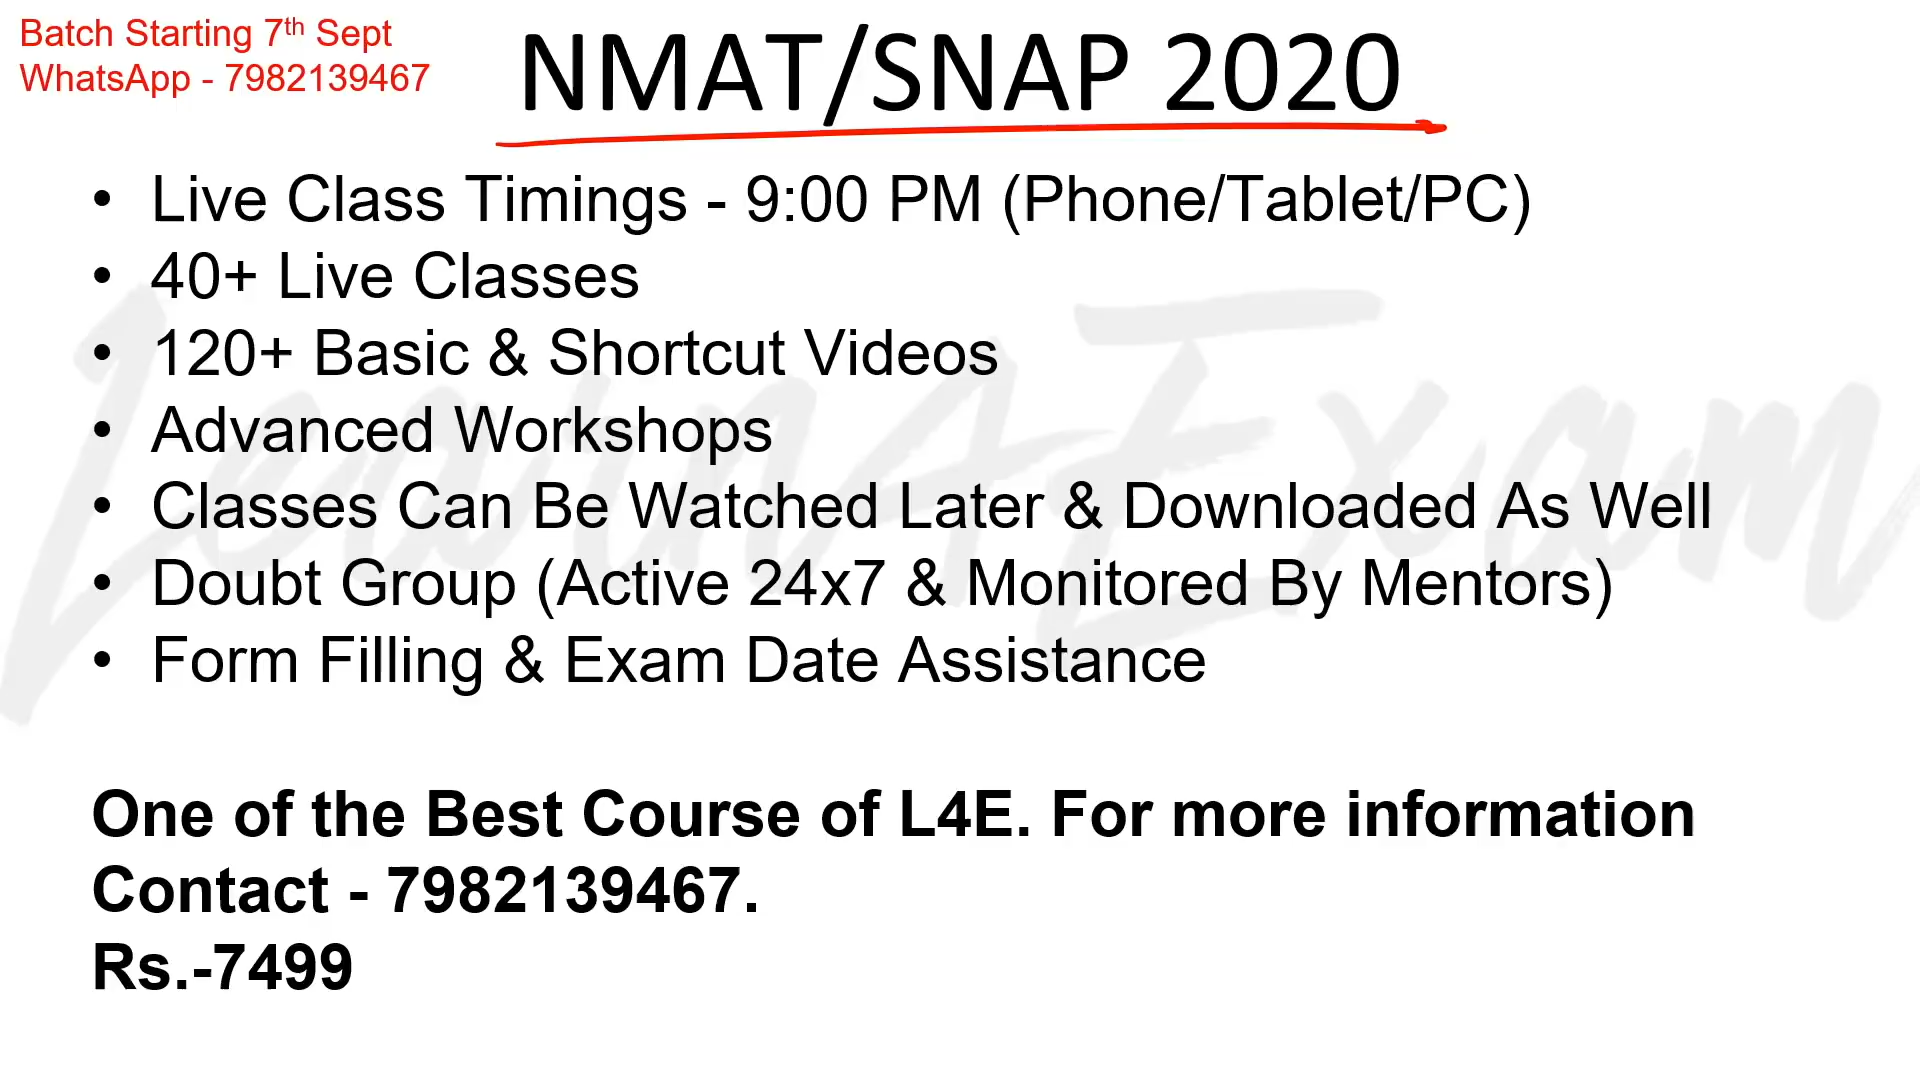 Batch Starting 7th Sept
WhatsApp - 7982139467
NMAT/SNAP 2020
• Live Class Timings - 9:00 PM (Phone/Tablet/PC)
• 40+ Live Classes
• 120+ Basic & Shortcut Videos
• Advanced Workshops
• Classes Can Be Watched Later & Downloaded As Well
• Doubt Group (Active 24x7 & Monitored By Mentors)
• Form Filling & Exam Date Assistance
One of the Best Course of L4E. For more information
Contact - 7982139467.
Rs.-7499
Learn4Exam